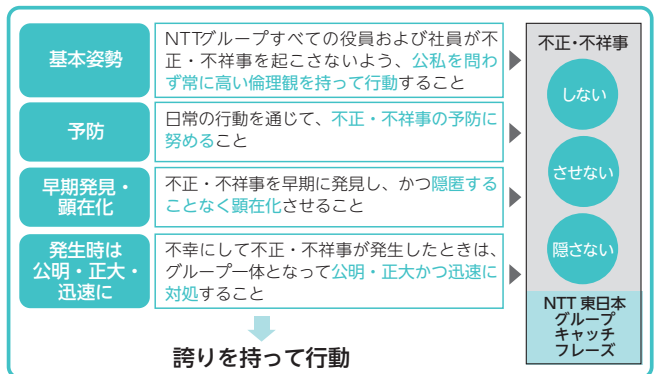 基本姿勢
NTTグループすべての役員および社員が不
正・不祥事を起こさないよう、公私を問わ
ず常に高い倫理観を持って行動すること
予防
日常の行動を通じて、不正・不祥事の予防に
努めること
早期発見・
顕在化
不正・不祥事を早期に発見し、かつ隠匿する
ことなく顕在化させること
発生時は
公明・正大・
迅速に
不幸にして不正・不祥事が発生したときは、
グループ一体となって公明・正大かつ迅速に
対処すること
誇りを持って行動
不正・不祥事
しない
させない
隠さない
NTT 東日本
グループ
キャッチ
フレーズ